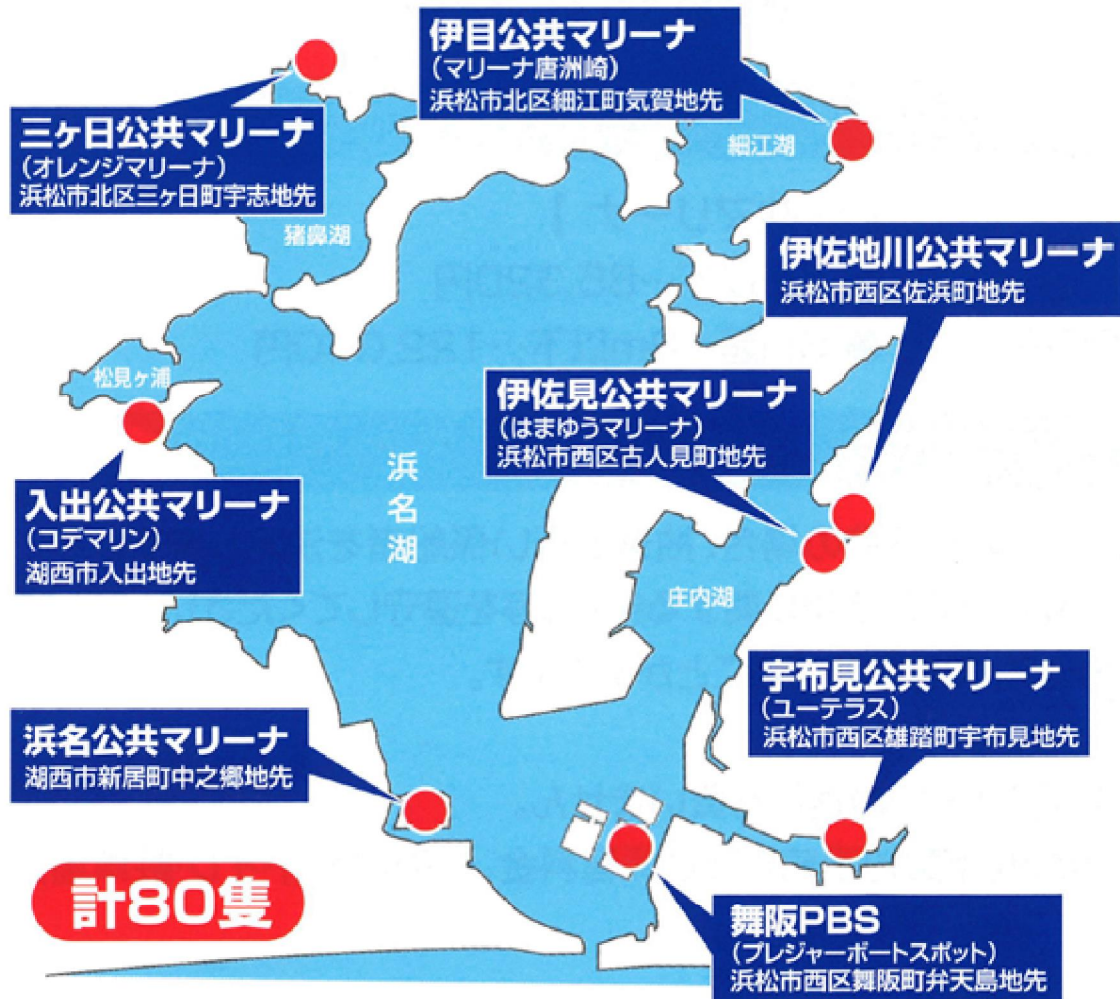 伊目公共マリーナ
(マリーナ唐洲崎)
浜松市北区細江町気賀地先
三ヶ日公共マリーナ
(オレンジマリーナ)
浜松市北区三ヶ日町宇志地先
細江湖
猪鼻湖
伊佐地川公共マリーナ
浜松市西区佐浜町地先
松見ヶ浦
伊佐見公共マリーナ
(はまゆうマリーナ)
浜松市西区古人見町地先
浜名湖
入出公共マリーナ
(コデマリン)
湖西市入出地先
庄内湖
宇布見公共マリーナ
(ユーテラス)
浜松市西区雄踏町宇布見地先
浜名公共マリーナ
湖西市新居町中之郷地先
計80隻
舞阪PBS
(プレジャーボートスポット)
浜松市西区舞阪町弁天島地先